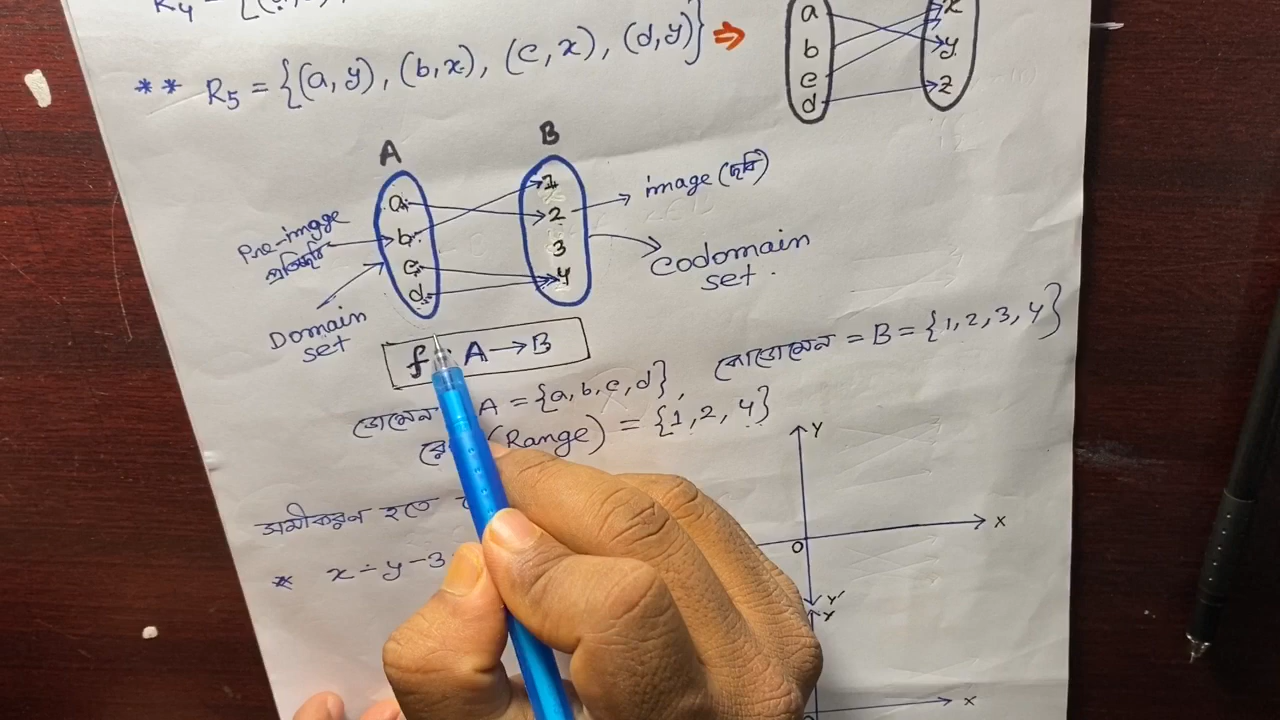 ** R₅ = {(a, y), (b, x), (c, x), (d, y)} ⇒
a
b
c
d
x
y
z
A
B
a
b
c
d
1
2
3
4
Pre-image
প্রতিচ্ছবি
Domain
set
image (ছবি)
Codomain
set.
f : A → B
ডোমেন A = {a, b, c, d},
কোডোমেন = B = {1, 2, 3, 4}
(Range) = {1, 2, 4}
সমীকরন হতে
* x - y - 3
Y
X
O
Y'
Y
X